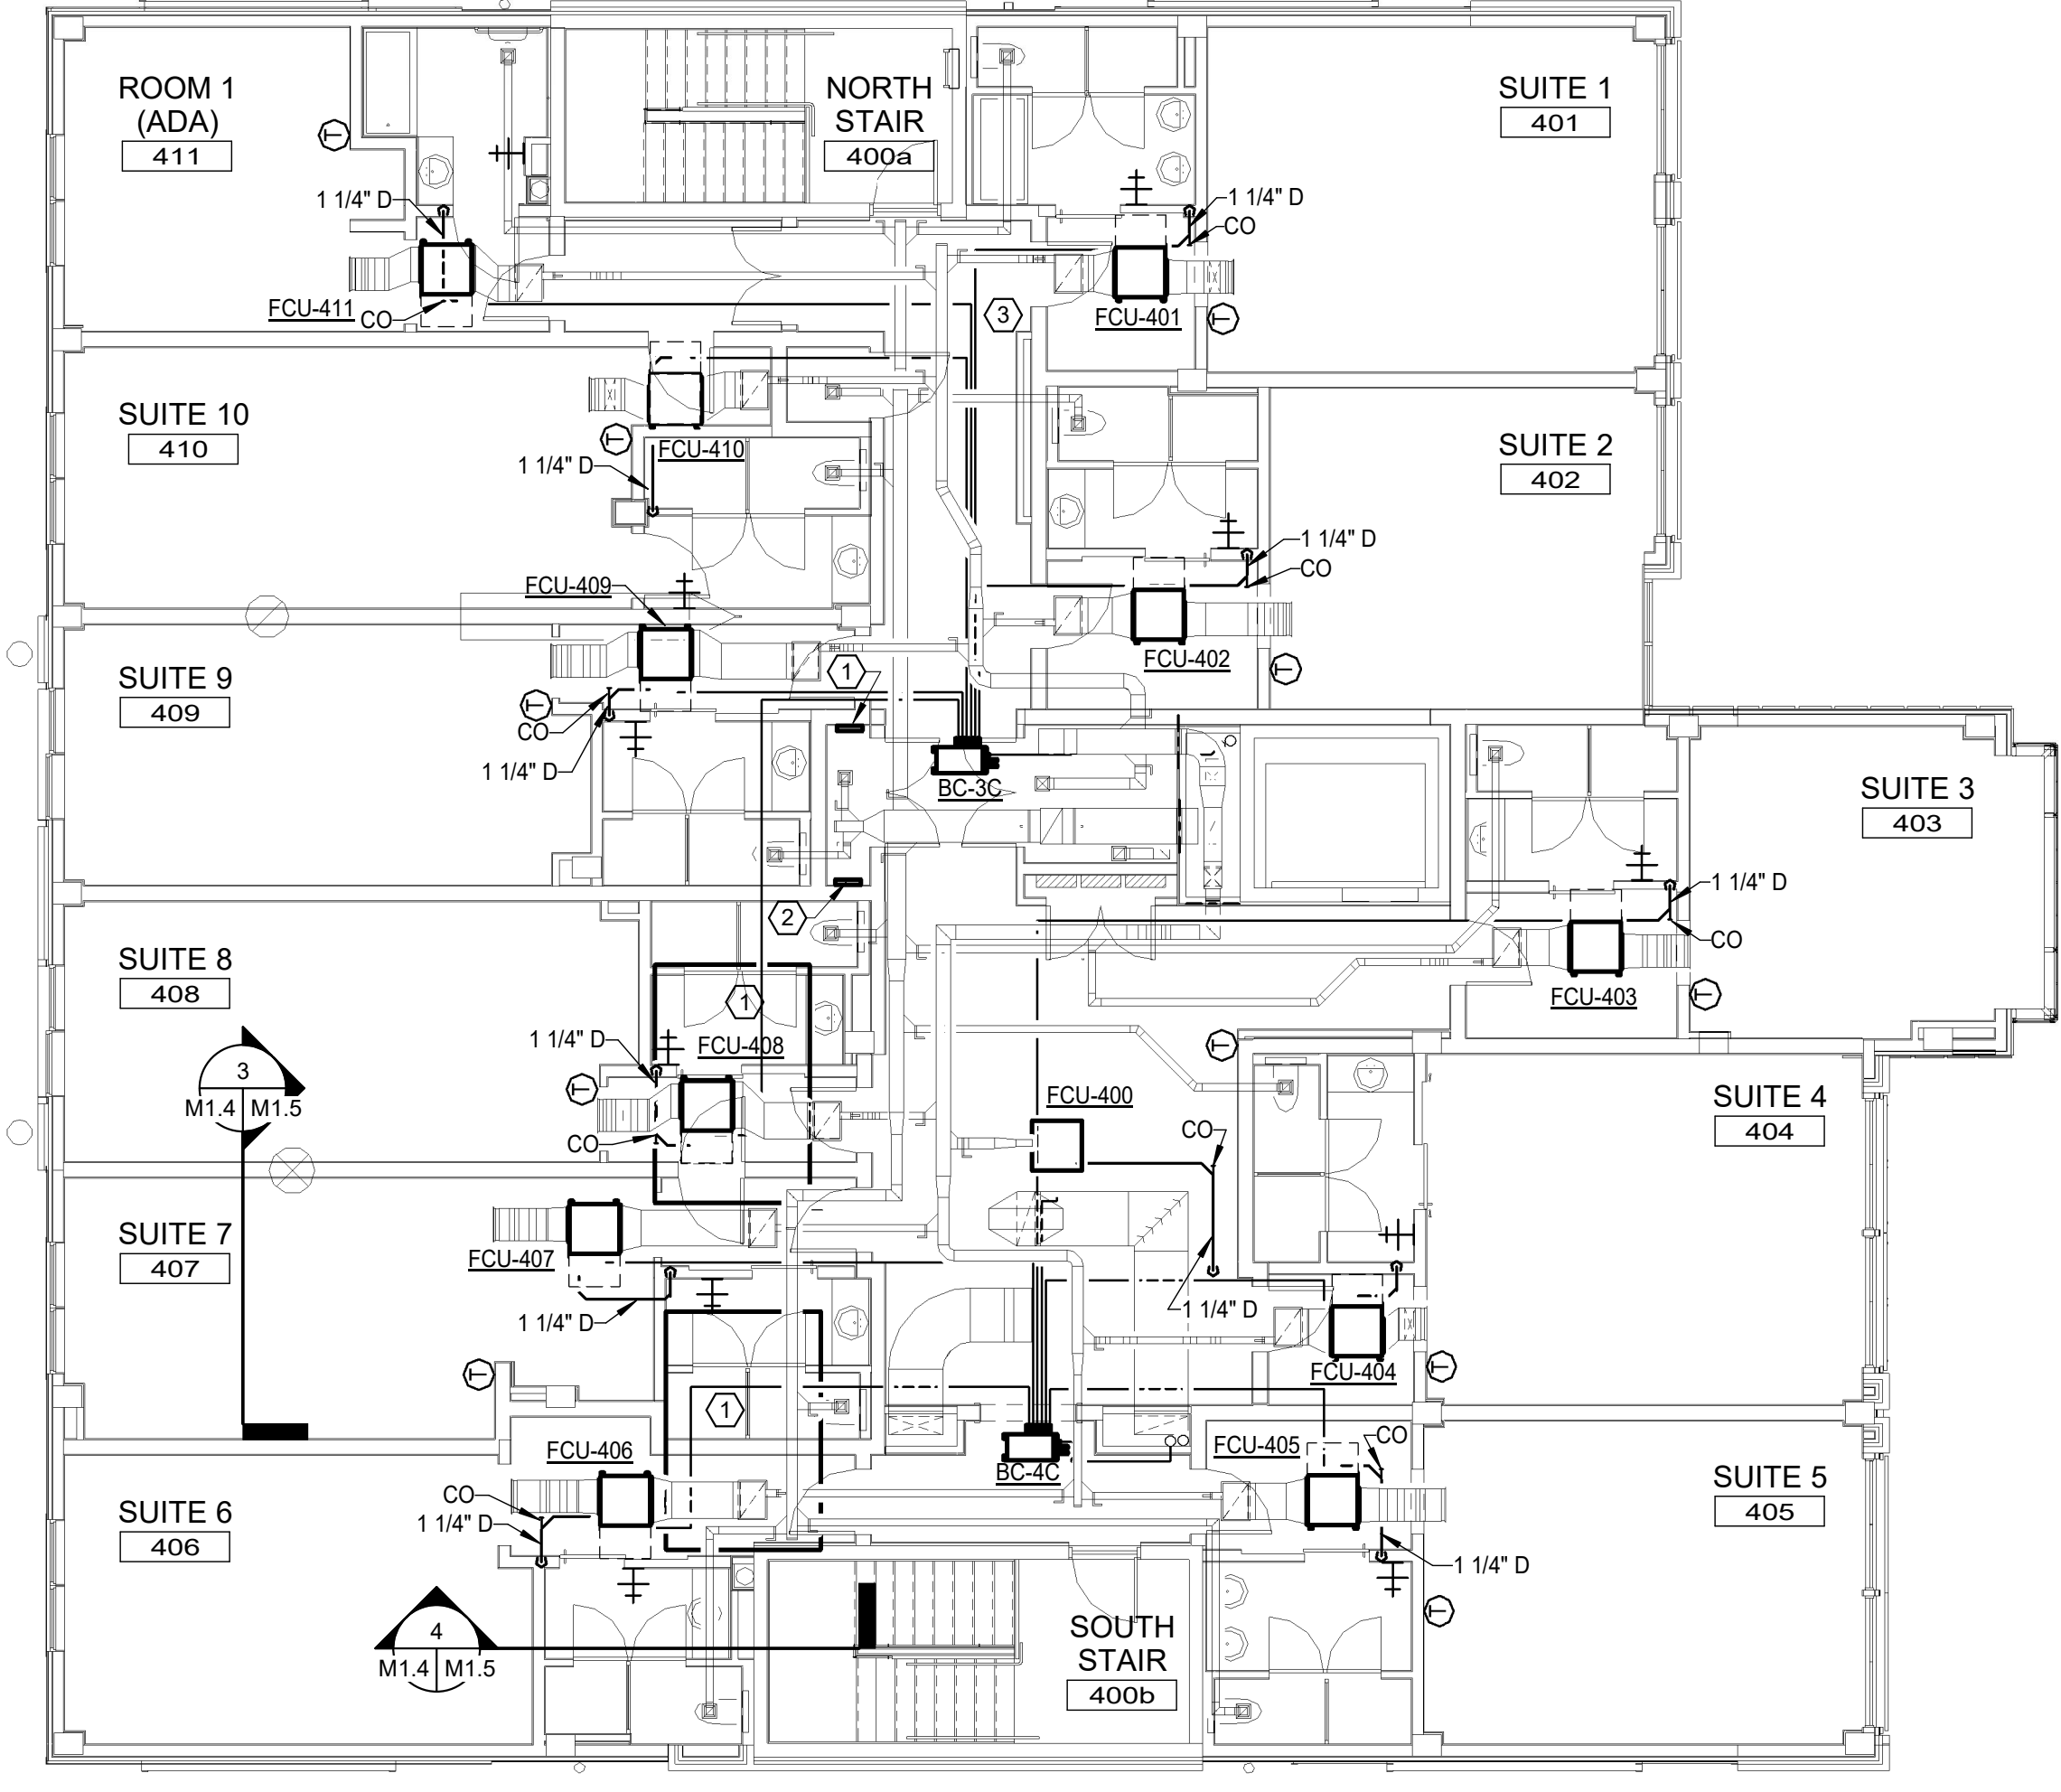 ROOM 1
(ADA)
411
NORTH
STAIR
400a
SUITE 1
401
T
1 1/4" D
1 1/4" D
CO
FCU-411
CO
3
FCU-401
T
SUITE 10
410
T
FCU-410
1 1/4" D
SUITE 2
402
1 1/4" D
CO
FCU-409
FCU-402
T
SUITE 9
409
1
T
CO
1 1/4" D
BC-3C
SUITE 3
403
1 1/4" D
CO
2
SUITE 8
408
1
FCU-403
T
1 1/4" D
FCU-408
T
3
M1.4
M1.5
T
CO
FCU-400
CO
SUITE 4
404
SUITE 7
407
FCU-407
1 1/4" D
1 1/4" D
T
FCU-404
T
1
FCU-406
BC-4C
FCU-405
CO
SUITE 6
406
CO
1 1/4" D
SUITE 5
405
1 1/4" D
T
4
M1.4
M1.5
SOUTH
STAIR
400b